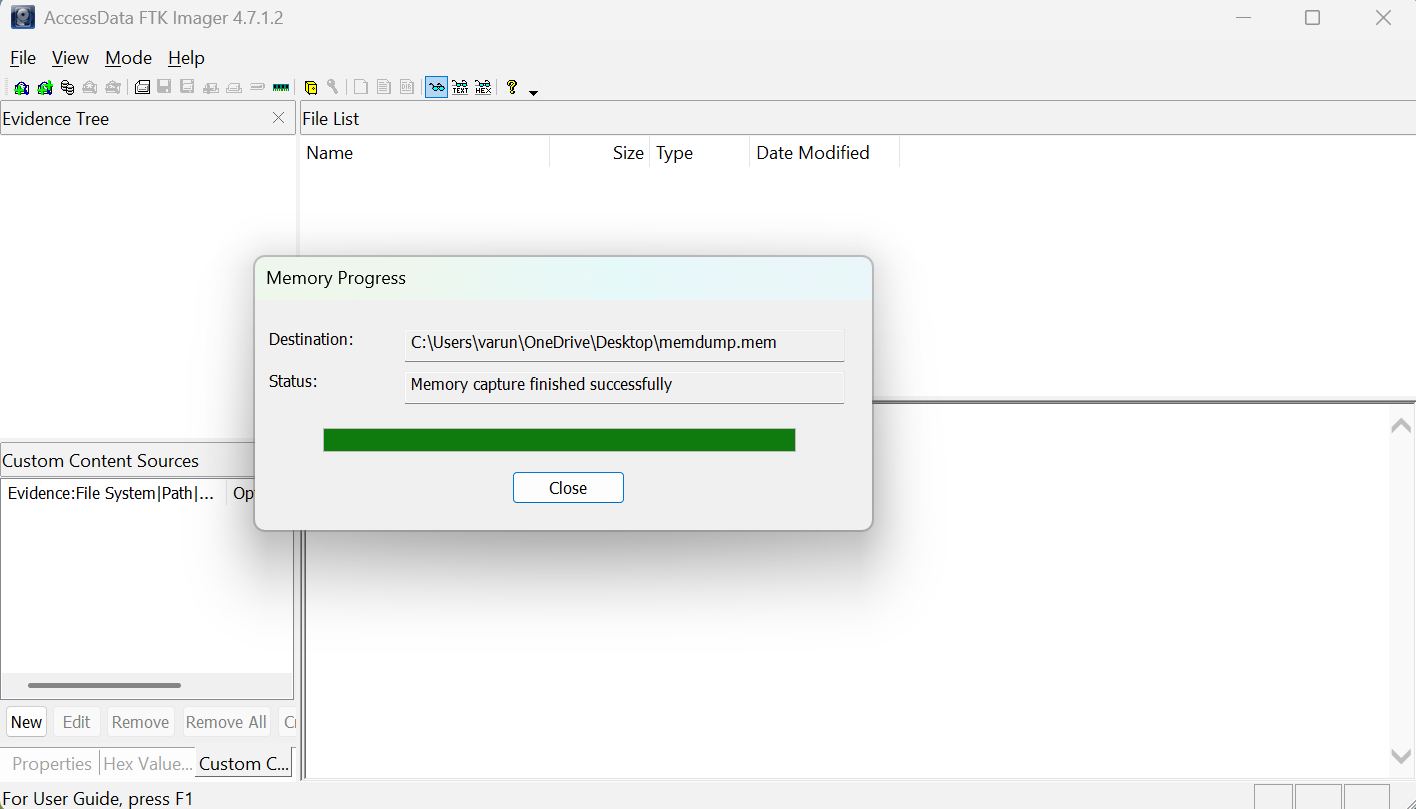 AccessData FTK Imager 4.7.1.2
File View Mode Help
TEXT HEX ?
Evidence Tree
File List
Name Size Type Date Modified
Memory Progress
Destination: C:\Users\varun\OneDrive\Desktop\memdump.mem
Status: Memory capture finished successfully
Close
Custom Content Sources
Evidence:File System|Path|... Op
New Edit Remove Remove All Cr
Properties Hex Value... Custom C...
For User Guide, press F1